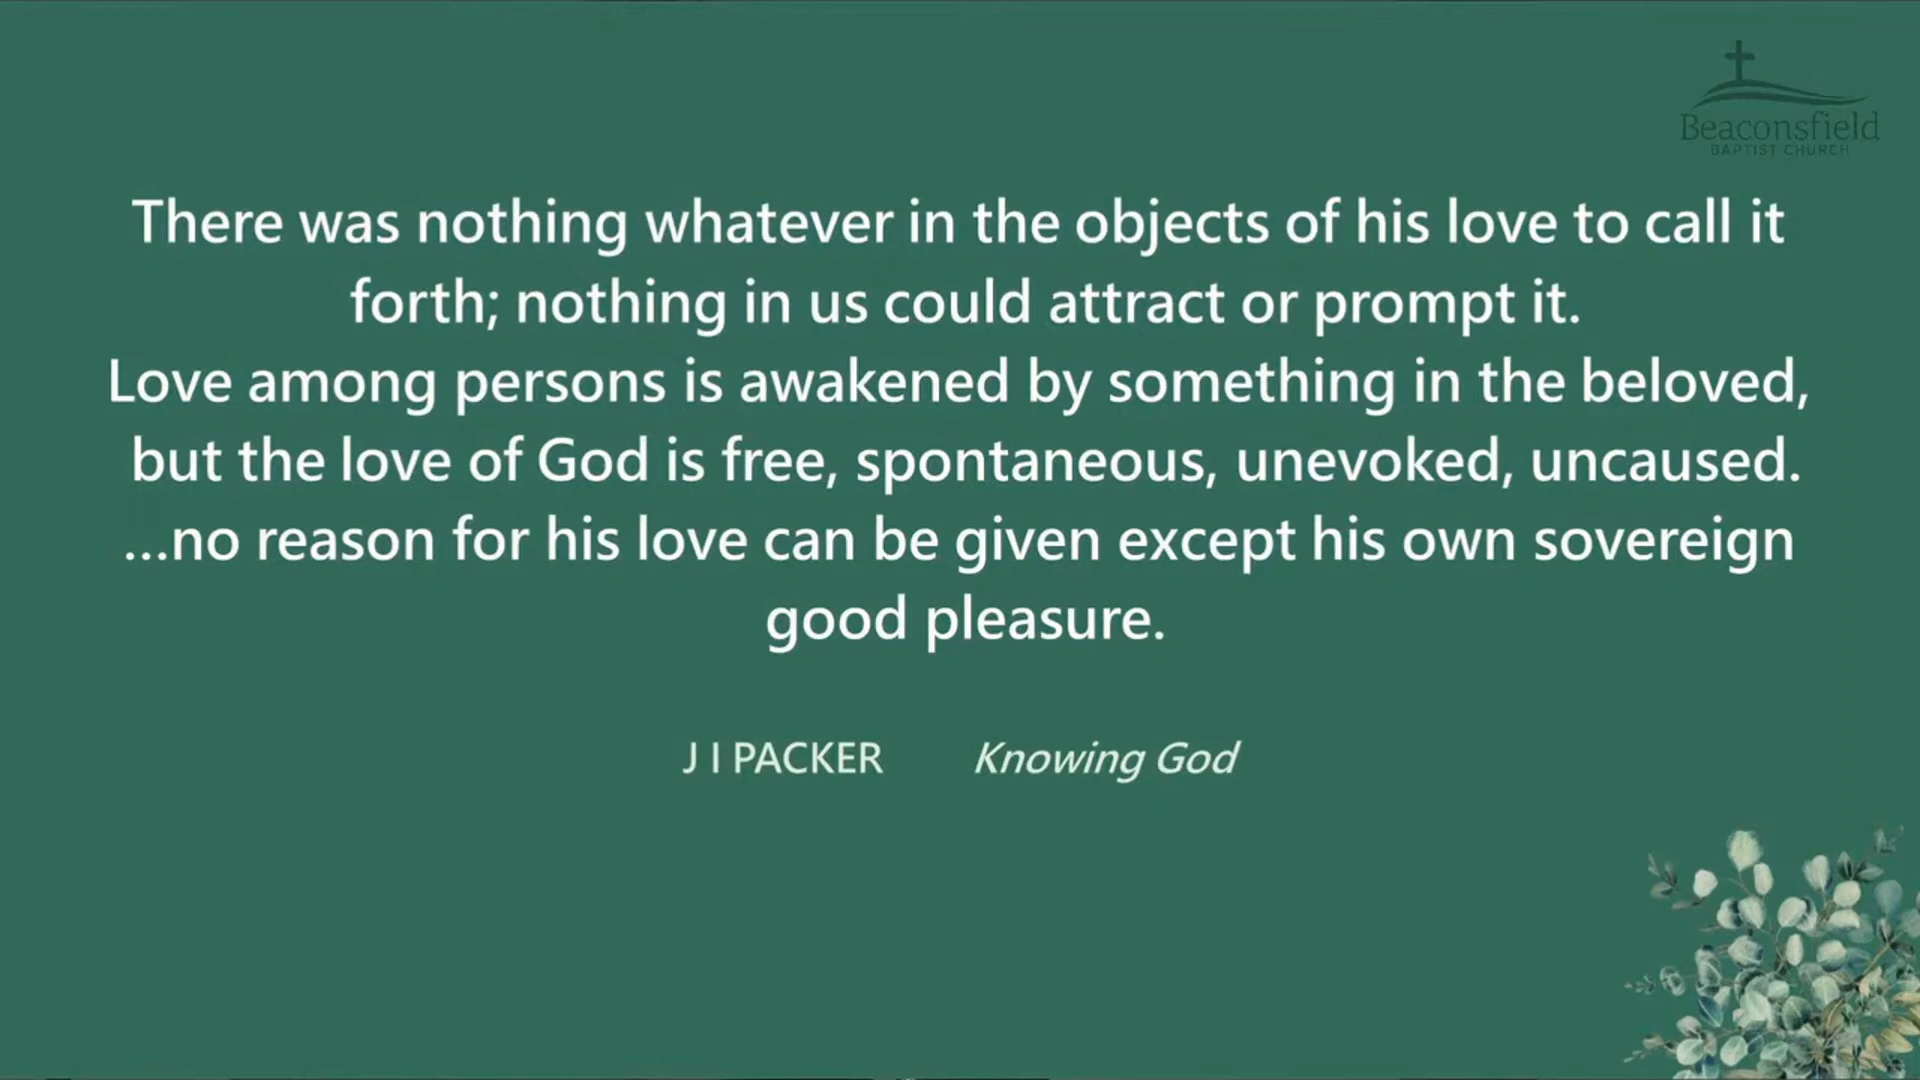 Beaconsfield
BAPTIST CHURCH
There was nothing whatever in the objects of his love to call it
forth; nothing in us could attract or prompt it.
Love among persons is awakened by something in the beloved,
but the love of God is free, spontaneous, unevoked, uncaused.
...no reason for his love can be given except his own sovereign
good pleasure.
J I PACKER Knowing God